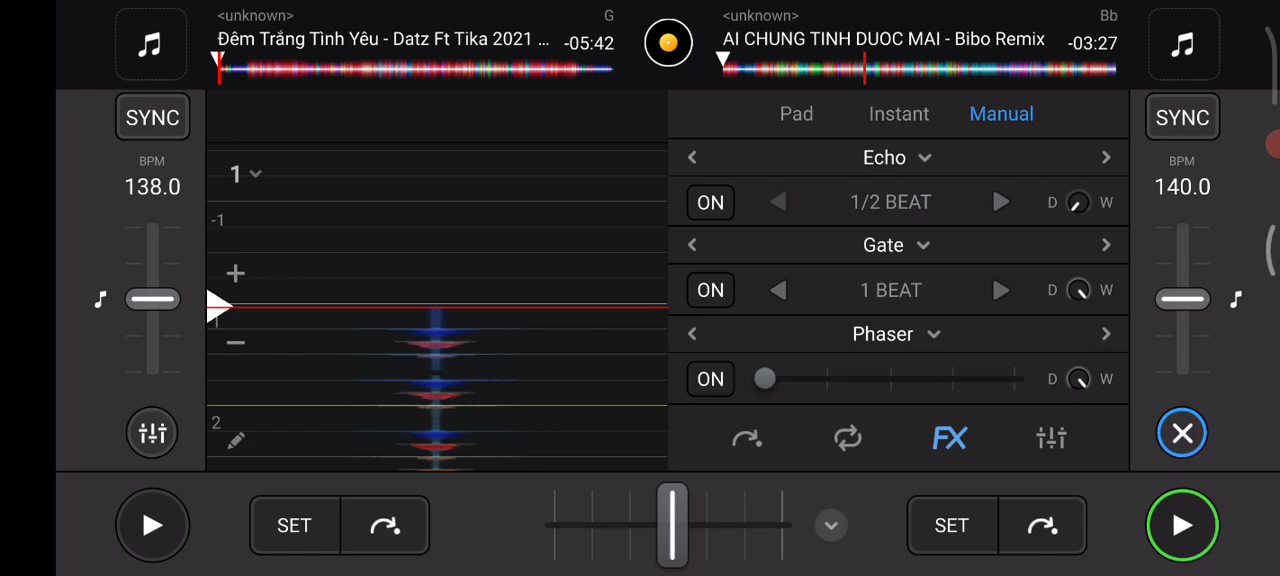 <unknown>
G
Đêm Trắng Tình Yêu - Datz Ft Tika 2021 ...
-05:42
<unknown>
Bb
AI CHUNG TINH DUOC MAI - Bibo Remix
-03:27
SYNC
BPM
138.0
1
-1
1
2
Pad Instant Manual
Echo
ON 1/2 BEAT D W
Gate
ON 1 BEAT D W
Phaser
ON D W
FX
SYNC
BPM
140.0
SET
SET